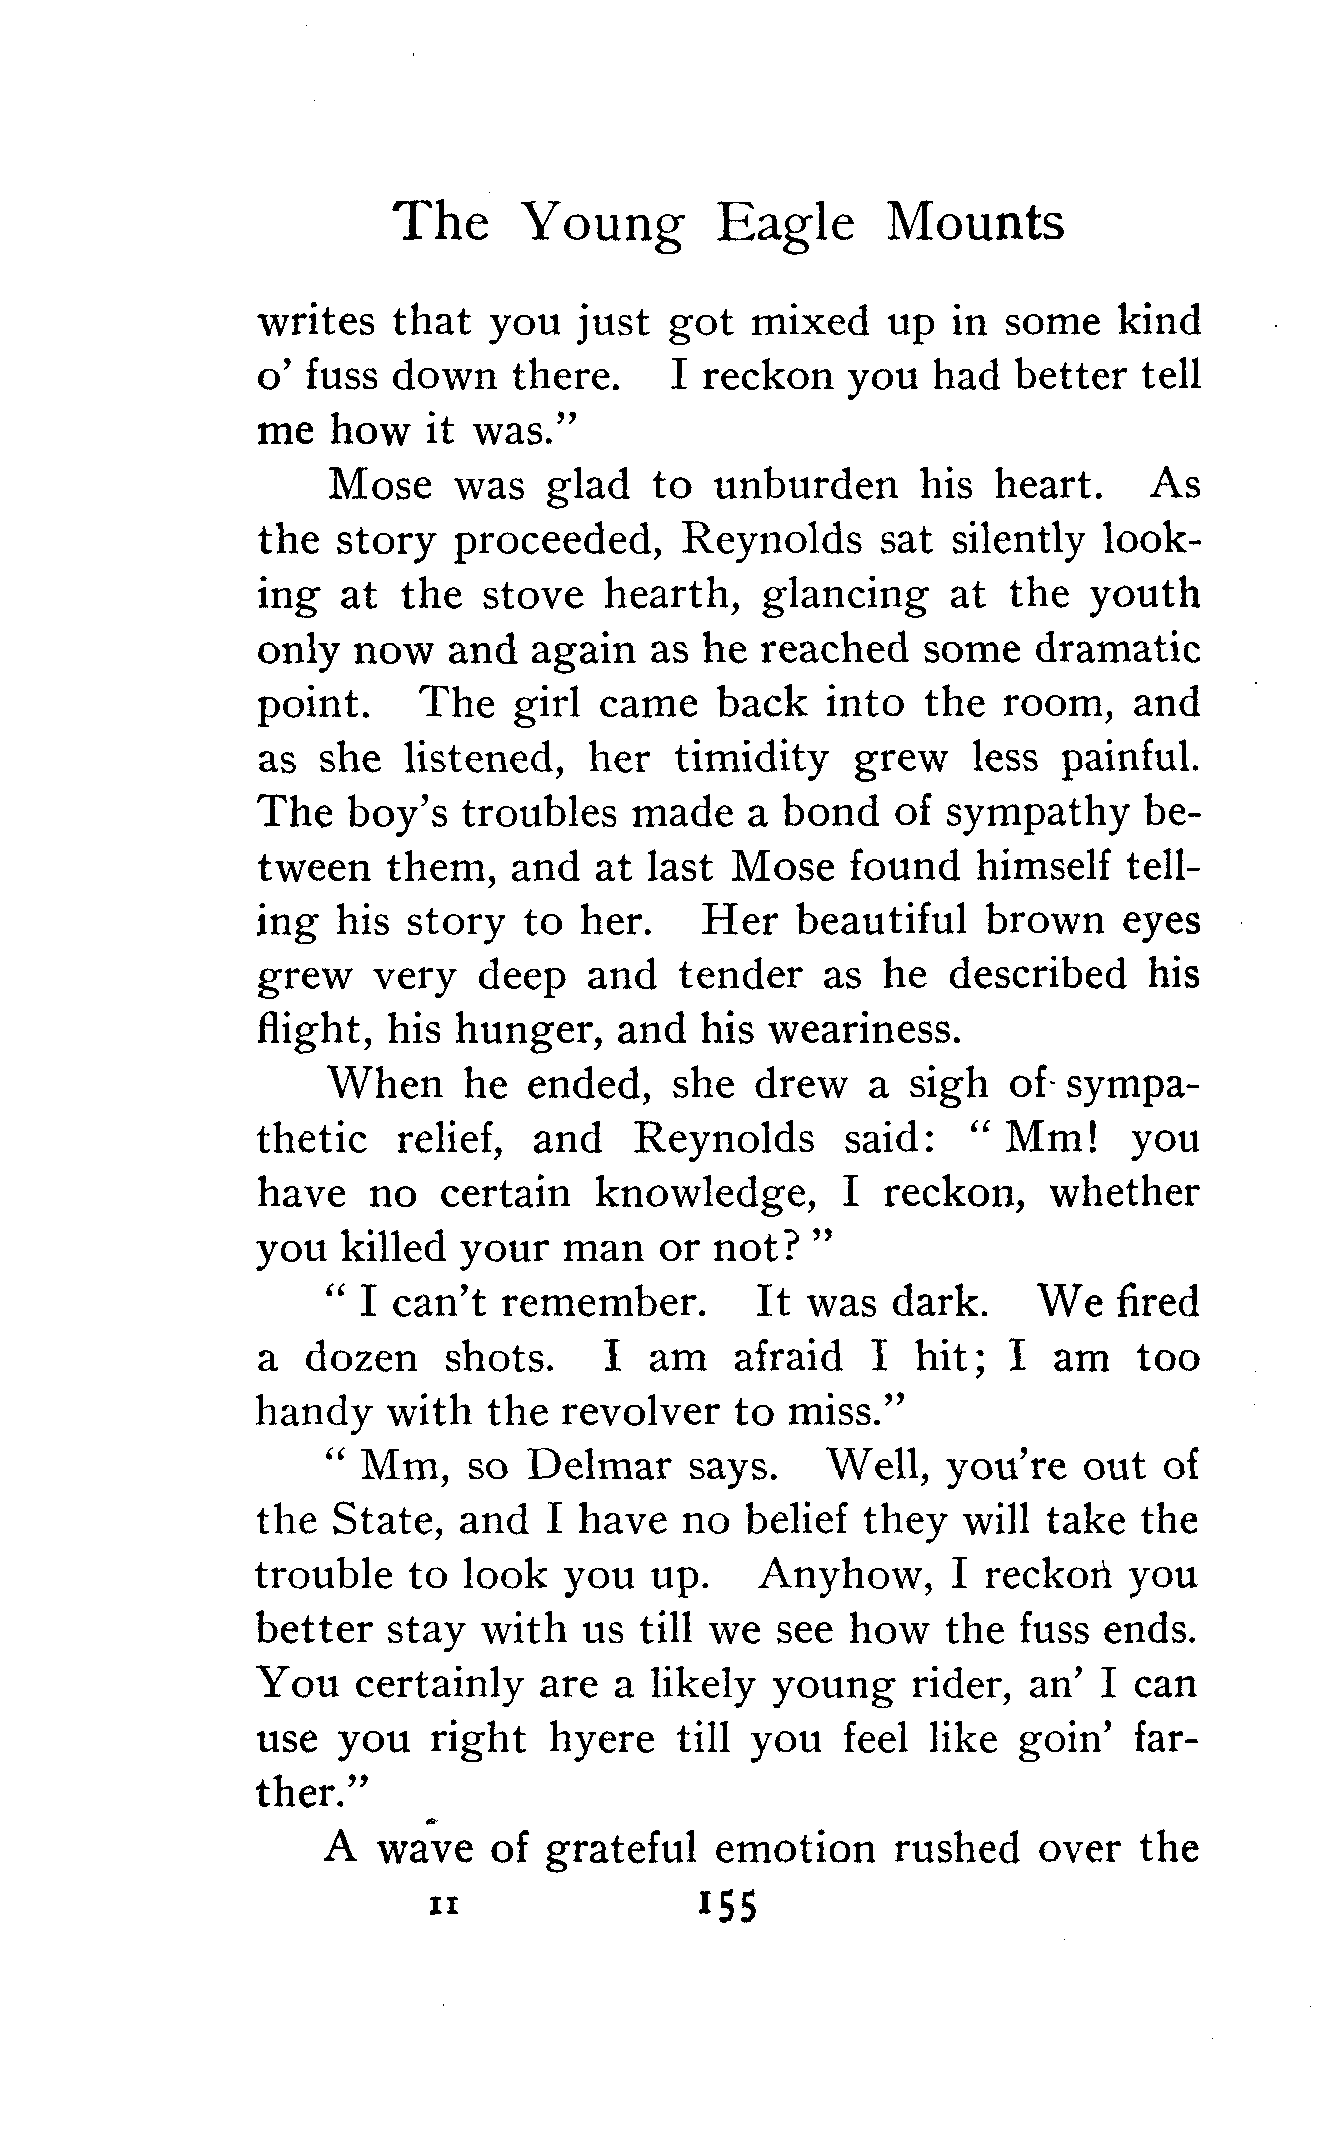 The Young Eagle Mounts
writes that you just got mixed up in some kind
o' fuss down there. I reckon you had better tell
me how it was."
Mose was glad to unburden his heart. As
the story proceeded, Reynolds sat silently look-
ing at the stove hearth, glancing at the youth
only now and again as he reached some dramatic
point. The girl came back into the room, and
as she listened, her timidity grew less painful.
The boy's troubles made a bond of sympathy be-
tween them, and at last Mose found himself tell-
ing his story to her. Her beautiful brown eyes
grew very deep and tender as he described his
flight, his hunger, and his weariness.
When he ended, she drew a sigh of sympa-
thetic relief, and Reynolds said: " Mm! you
have no certain knowledge, I reckon, whether
you killed your man or not? "
" I can't remember. It was dark. We fired
a dozen shots. I am afraid I hit; I am too
handy with the revolver to miss."
" Mm, so Delmar says. Well, you're out of
the State, and I have no belief they will take the
trouble to look you up. Anyhow, I reckon you
better stay with us till we see how the fuss ends.
You certainly are a likely young rider, an' I can
use you right hyere till you feel like goin' far-
ther."
A wave of grateful emotion rushed over the
11 155